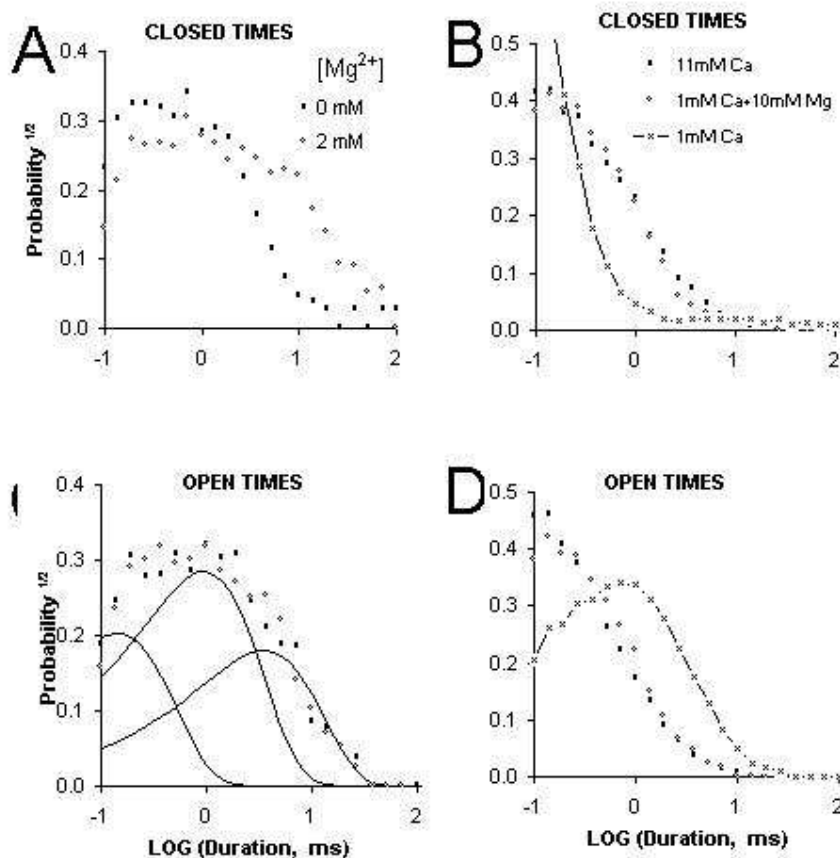 A
CLOSED TIMES
[Mg2+]
0 mM
2 mM
Probability 1/2
0.4
0.3
0.2
0.1
0.0
-1
0
1
2
B
CLOSED TIMES
11mM Ca
1mM Ca+10mM Mg
1mM Ca
0.5
0.4
0.3
0.2
0.1
0.0
-1
0
1
2
OPEN TIMES
Probability 1/2
0.4
0.3
0.2
0.1
0.0
-1
0
1
2
LOG (Duration, ms)
D
OPEN TIMES
0.5
0.4
0.3
0.2
0.1
0.0
-1
0
1
2
LOG (Duration, ms)